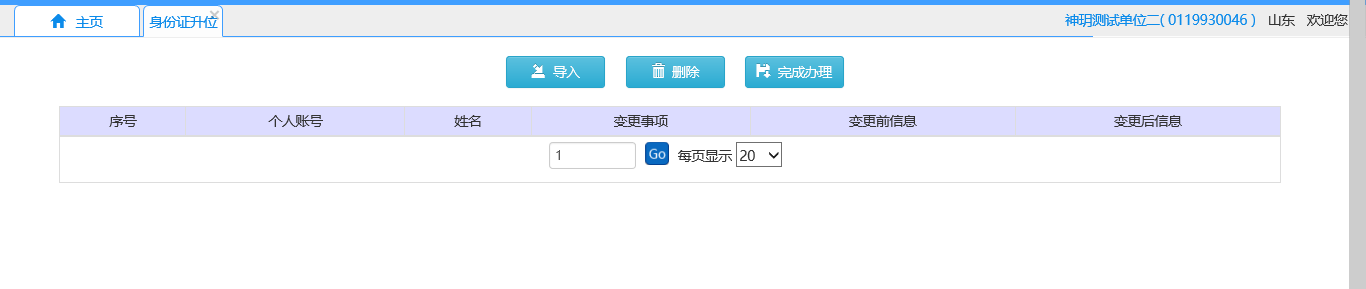 主页 身份证升位 神玥测试单位二( 0119930046 ) 山东 欢迎您
导入 删除 完成办理
序号 个人账号 姓名 变更事项 变更前信息 变更后信息
1 Go 每页显示 20